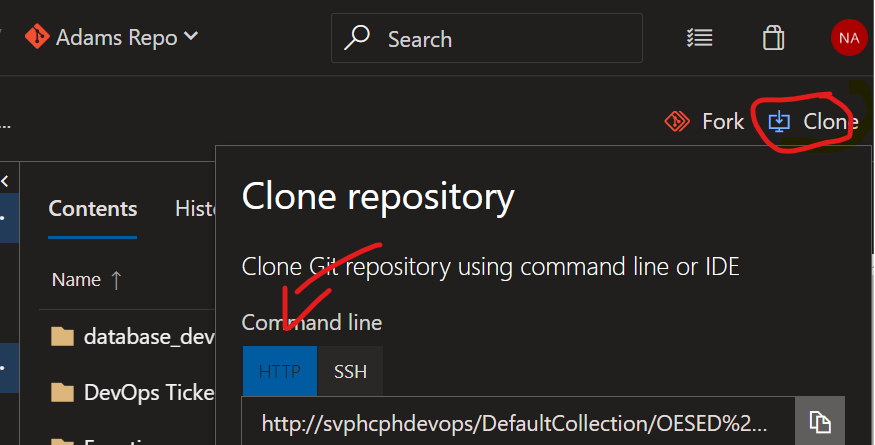 Adams Repo
Search
NA
...
Fork
Clone
Clone repository
Contents
Histo
Clone Git repository using command line or IDE
Name ↑
Command line
database_dev
HTTP
SSH
DevOps Ticke
http://svphcphdevops/DefaultCollection/OESED%2...